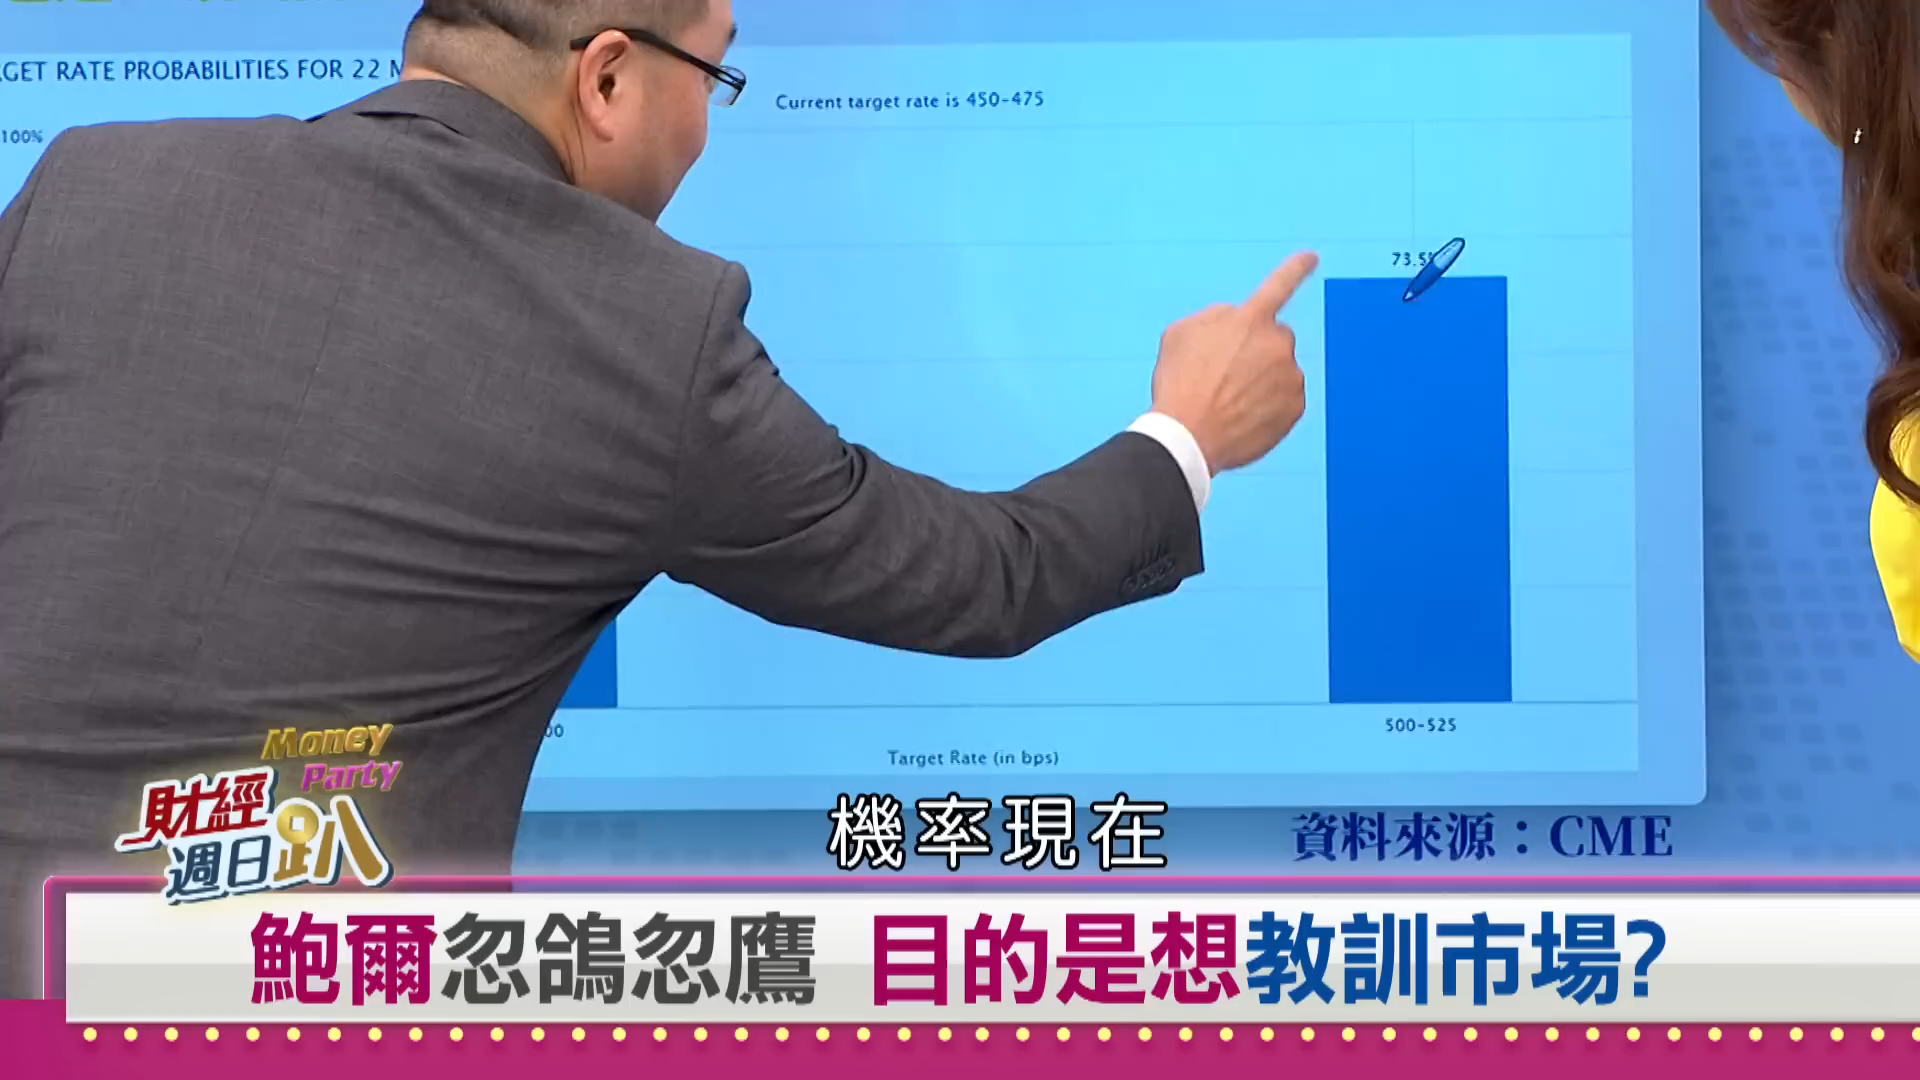 GET RATE PROBABILITIES FOR 22 M
Current target rate is 450-475
100%
73.5
00
500-525
Target Rate (in bps)
Money
Party
財經
週日趴
機率現在
資料來源：CME
鮑爾忽鴿忽鷹 目的是想教訓市場?